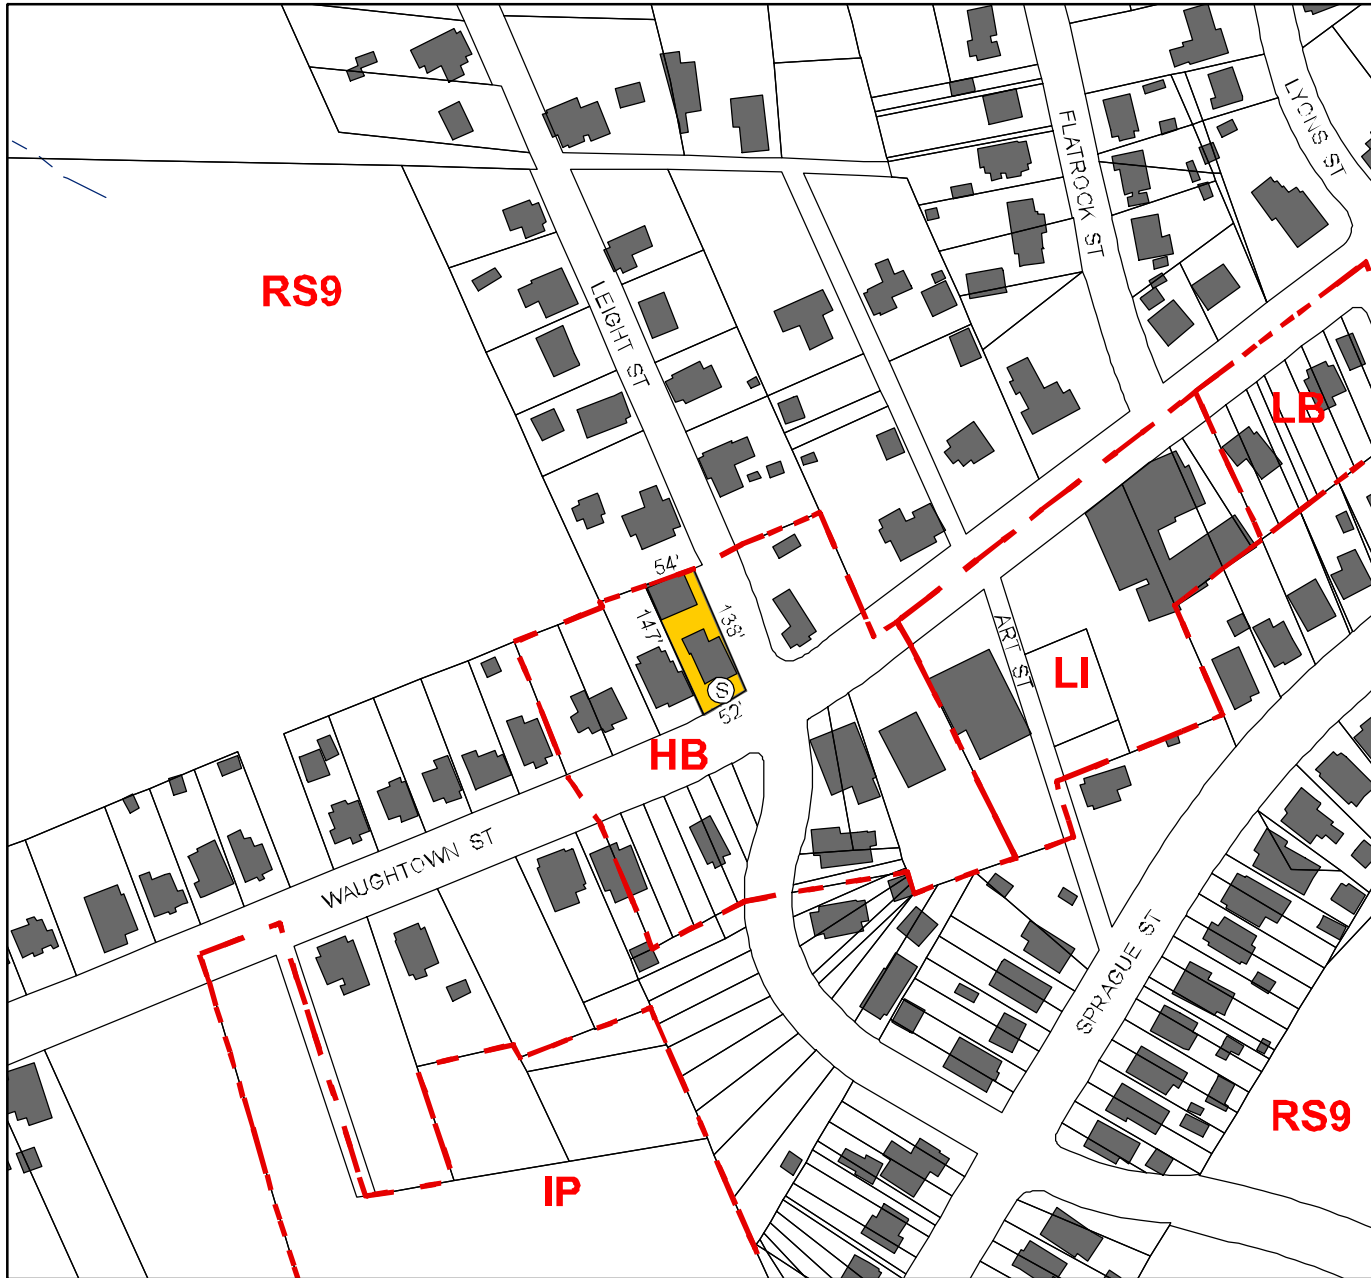 LYONS ST
FLATROCK ST
RS9
LEIGHT ST
LB
54'
147'
138'
ART ST
LI
S
52'
HB
WAUGHTOWN ST
SPRAGUE ST
RS9
IP